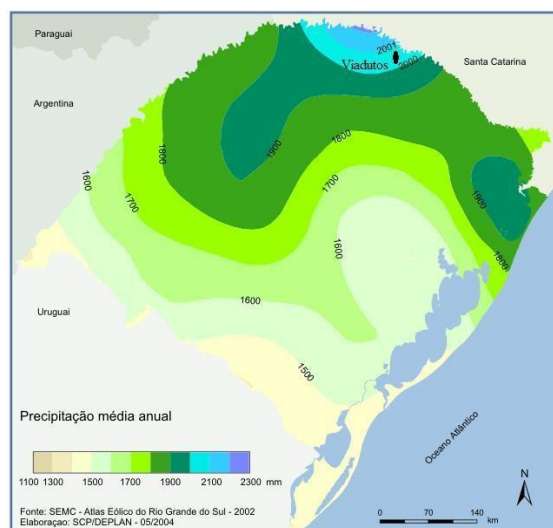 Paraguai
2001
Viadutos
2000
Santa Catarina
Argentina
1800
1900
1800
1600
1700
1700
1900
1600
1800
Uruguai
1600
1500
Precipitação média anual
1100 1300 1500 1700 1900 2100 2300 mm
Oceano Atlântico
N
Fonte: SEMC - Atlas Eólico do Rio Grande do Sul - 2002
Elaboração: SCP/DEPLAN - 05/2004
0 70 140
km